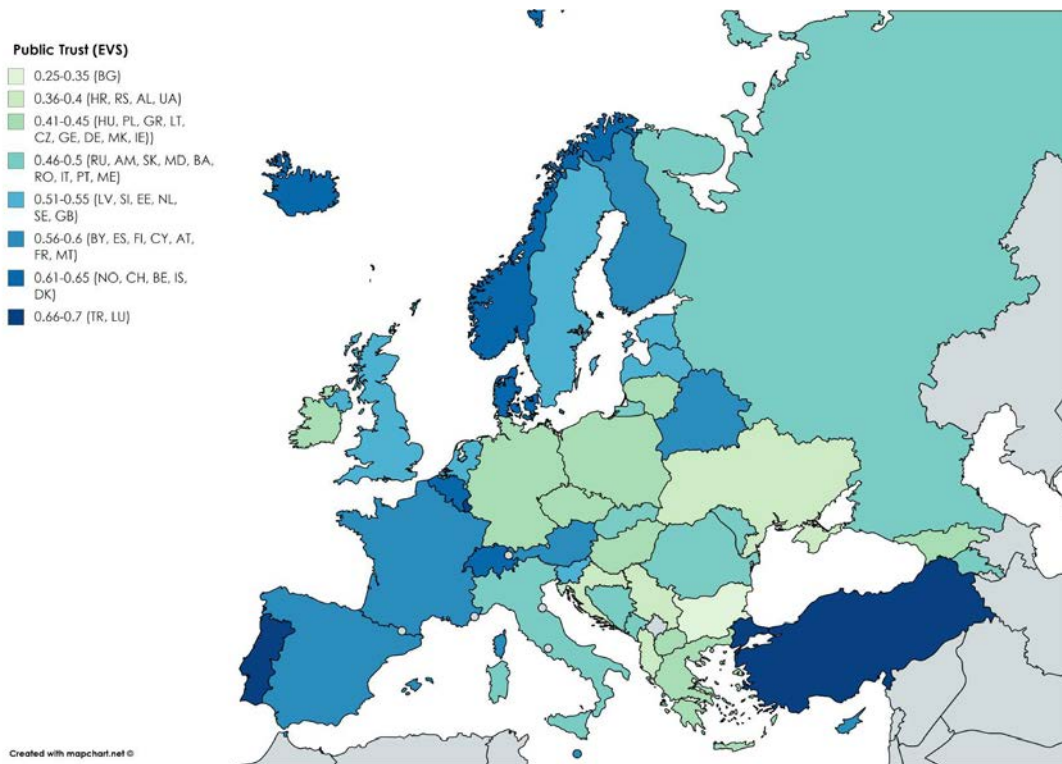 Public Trust (EVS)
0.25-0.35 (BG)
0.36-0.4 (HR, RS, AL, UA)
0.41-0.45 (HU, PL, GR, LT,
CZ, GE, DE, MK, IE))
0.46-0.5 (RU, AM, SK, MD, BA,
RO, IT, PT, ME)
0.51-0.55 (LV, SI, EE, NL,
SE, GB)
0.56-0.6 (BY, ES, FI, CY, AT,
FR, MT)
0.61-0.65 (NO, CH, BE, IS,
DK)
0.66-0.7 (TR, LU)
Created with mapchart.net ©